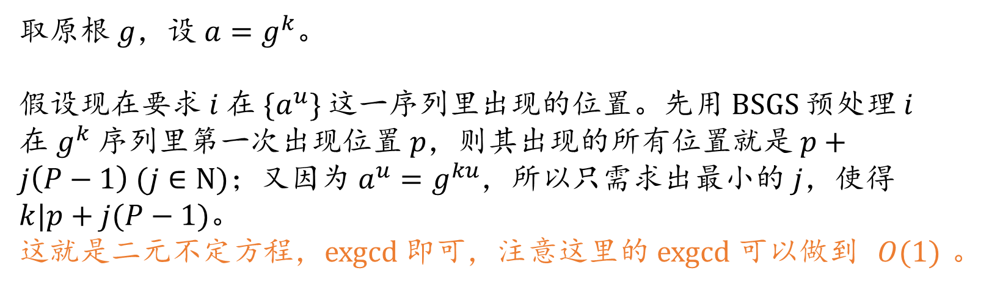 取原根 g，设 a = g^k。
假设现在要求 i 在 {a^u} 这一序列里出现的位置。先用 BSGS 预处理 i
在 g^k 序列里第一次出现位置 p，则其出现的所有位置就是 p +
j(P − 1) (j ∈ N)；又因为 a^u = g^{ku}，所以只需求出最小的 j，使得
k|p + j(P − 1)。
这就是二元不定方程，exgcd 即可，注意这里的 exgcd 可以做到 O(1) 。